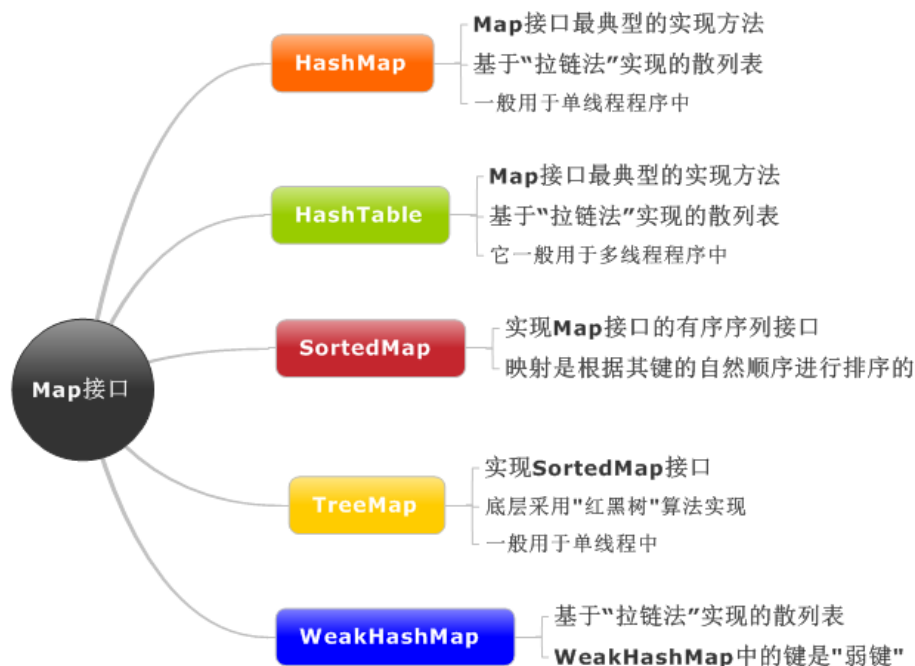 Map接口
HashMap
Map接口最典型的实现方法
基于“拉链法”实现的散列表
一般用于单线程程序中
HashTable
Map接口最典型的实现方法
基于“拉链法”实现的散列表
它一般用于多线程程序中
SortedMap
实现Map接口的有序序列接口
映射是根据其键的自然顺序进行排序的
TreeMap
实现SortedMap接口
底层采用"红黑树"算法实现
一般用于单线程中
WeakHashMap
基于“拉链法”实现的散列表
WeakHashMap中的键是"弱键"